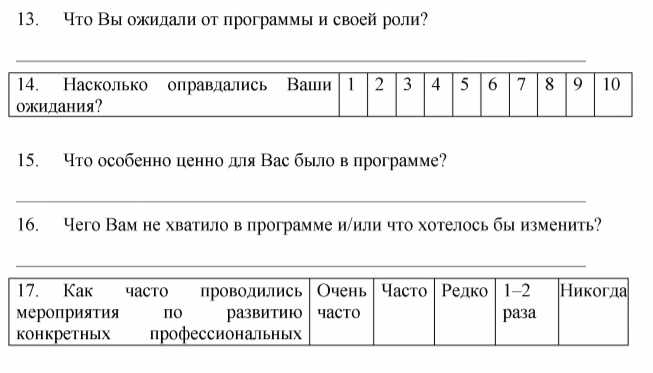 13. Что Вы ожидали от программы и своей роли?
14. Насколько оправдались Ваши ожидания? 1 2 3 4 5 6 7 8 9 10
15. Что особенно ценно для Вас было в программе?
16. Чего Вам не хватило в программе и/или что хотелось бы изменить?
17. Как часто проводились Очень Часто Редко 1–2 Никогда
мероприятия по развитию часто раза
конкретных профессиональных